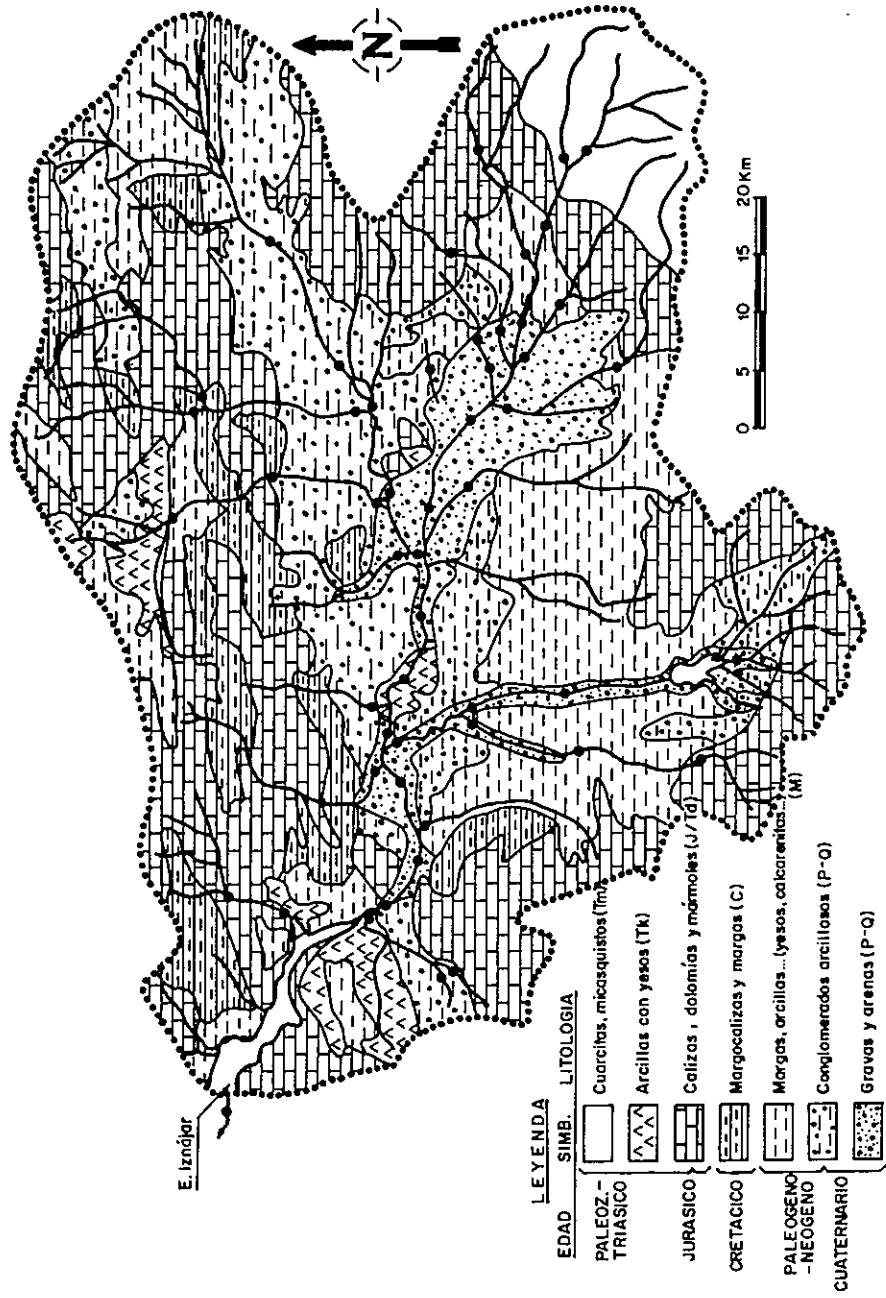 N
20 Km
15
10
5
0
E. Iznájar
LEYENDA
EDAD SIMB. LITOLOGIA
PALEOZ.-
TRIASICO
Cuarcitas, micasquistos (Tm)
Arcillas con yesos (Tk)
JURASICO
Calizas, dolomías y mármoles (J/Td)
CRETACICO
Margocalizas y margas (C)
PALEOGENO
-NEOGENO
Margas, arcillas...(yesos, calcarenitas...
(M)
CUATERNARIO
Conglomerados arcillosos (P-Q)
Gravas y arenas (P-Q)